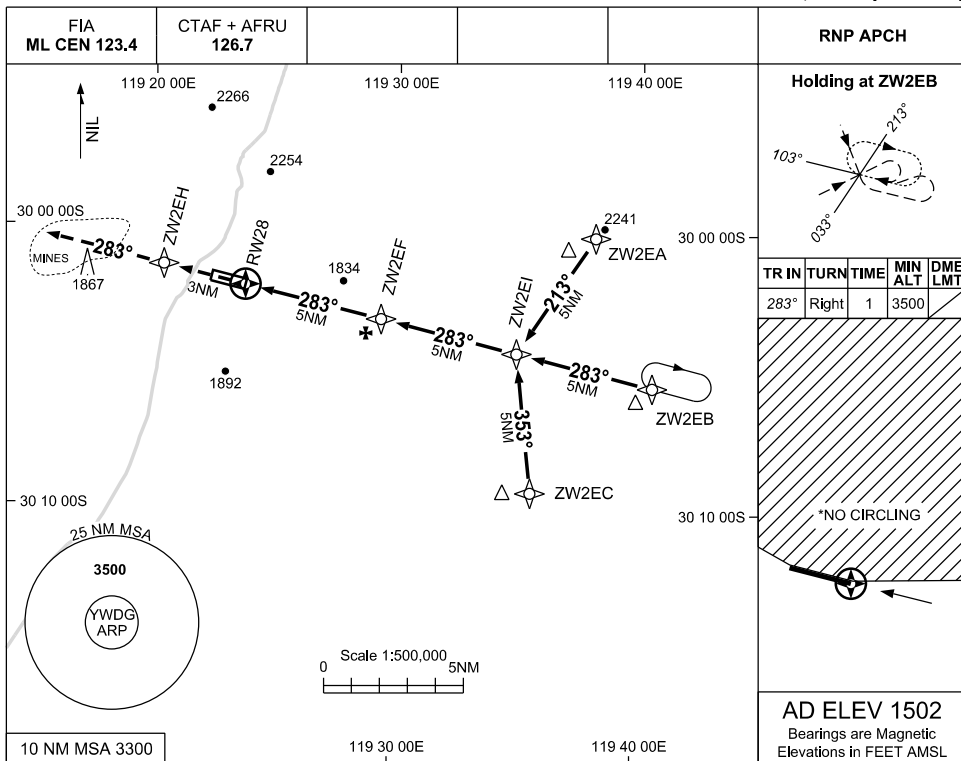 FIA
ML CEN 123.4
CTAF + AFRU
126.7
RNP APCH
119 20 00E
119 30 00E
119 40 00E
NIL
2266
2254
ZW2EH
RW28
30 00 00S
283°
MINES
1867
3NM
1834
ZW2EF
283°
5NM
1892
283°
5NM
ZW2EI
2241
ZW2EA
213°
5NM
30 00 00S
283°
5NM
ZW2EB
353°
5NM
ZW2EC
30 10 00S
30 10 00S
25 NM MSA
3500
YWDG
ARP
Scale 1:500,000
0 5NM
10 NM MSA 3300
119 30 00E
119 40 00E
Holding at ZW2EB
213°
103°
033°
TR IN TURN TIME MIN ALT DME LMT
283° Right 1 3500
*NO CIRCLING
AD ELEV 1502
Bearings are Magnetic
Elevations in FEET AMSL